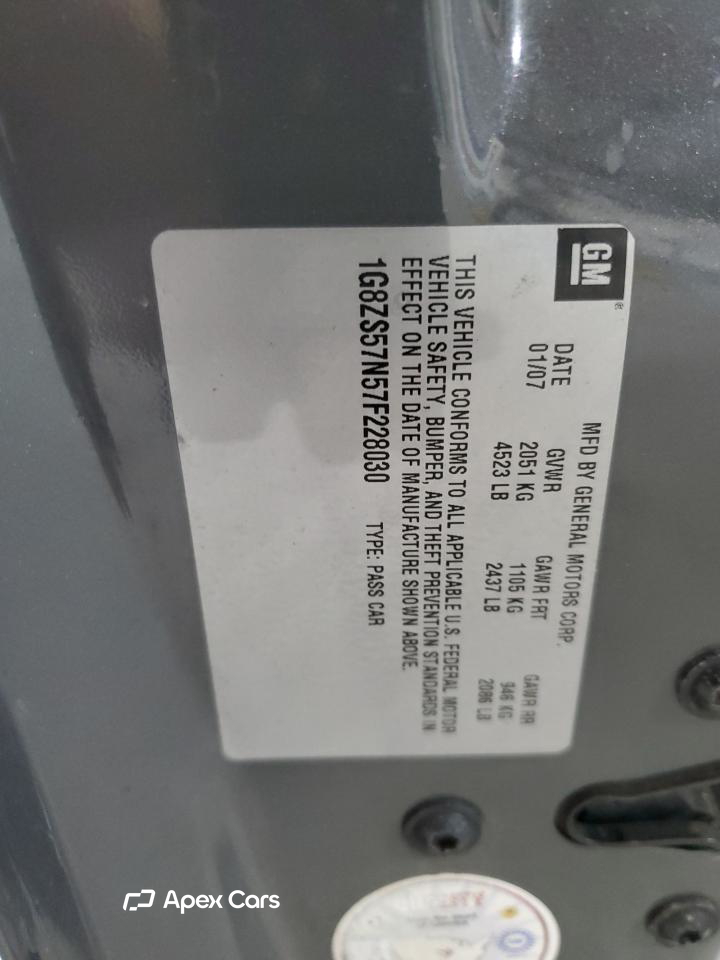 GM
®
MFD BY GENERAL MOTORS CORP.
DATE GVWR GAWR FRT GAWR RR
01/07 2051 KG 1105 KG 946 KG
4523 LB 2437 LB 2086 LB
THIS VEHICLE CONFORMS TO ALL APPLICABLE U.S. FEDERAL MOTOR
VEHICLE SAFETY, BUMPER, AND THEFT PREVENTION STANDARDS IN
EFFECT ON THE DATE OF MANUFACTURE SHOWN ABOVE.
1G8ZS57N57F228030 TYPE: PASS CAR
Apex Cars